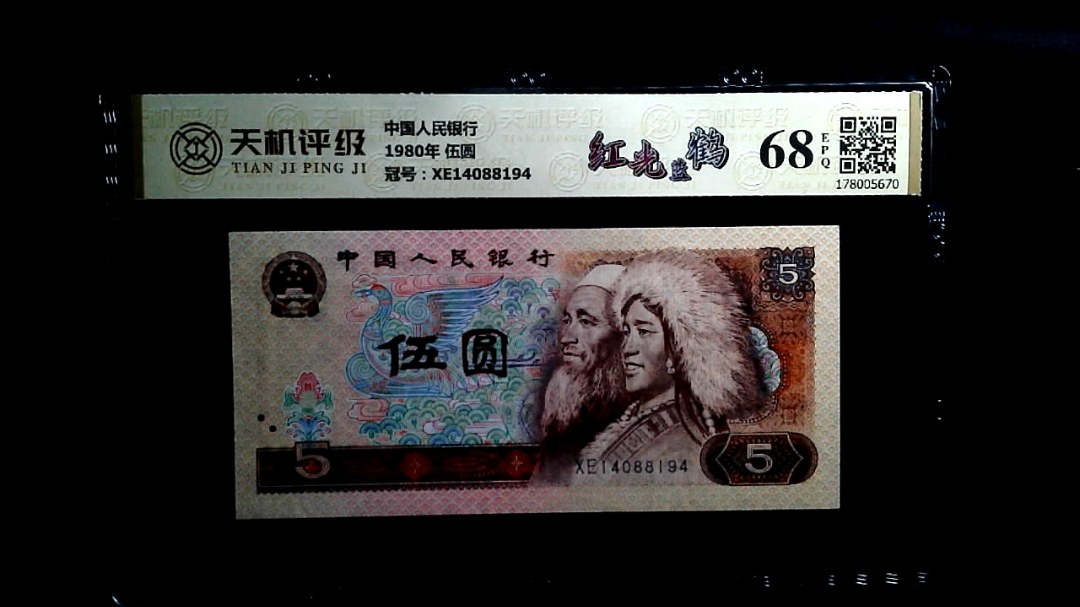 天机评级
TIAN JI PING JI
中国人民银行
1980年 伍圆
冠号：XE14088194
红光蓝鹤
68
EPQ
178005670
中国人民银行
5
伍圆
5
XE14088194
5